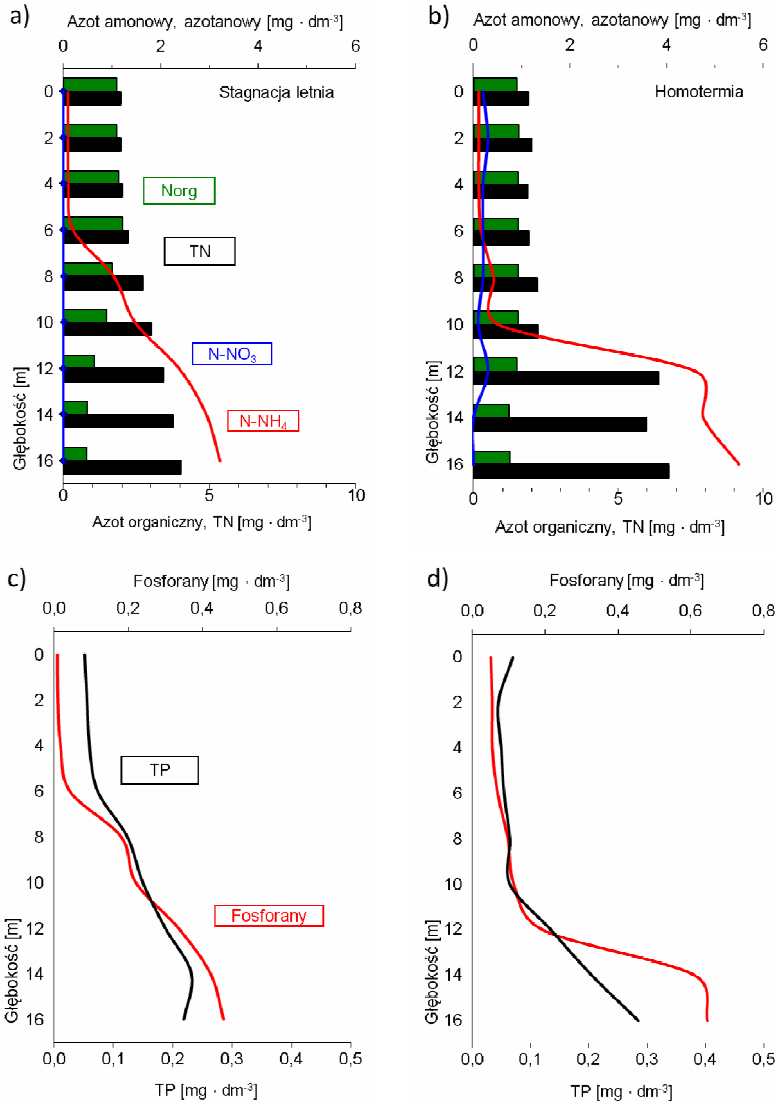 a)
Azot amonowy, azotanowy [mg · dm-3]
0 2 4 6
Stagnacja letnia
0
2
4
6
8
10
12
14
16
Głębokość [m]
Norg
TN
N-NO3
N-NH4
0 5 10
Azot organiczny, TN [mg · dm-3]
b)
Azot amonowy, azotanowy [mg · dm-3]
0 2 4 6
Homotermia
0
2
4
6
8
10
12
14
16
Głębokość [m]
0 5 10
Azot organiczny, TN [mg · dm-3]
c)
Fosforany [mg · dm-3]
0,0 0,2 0,4 0,6 0,8
0
2
4
6
8
10
12
14
16
Głębokość [m]
TP
Fosforany
0,0 0,1 0,2 0,3 0,4 0,5
TP [mg · dm-3]
d)
Fosforany [mg · dm-3]
0,0 0,2 0,4 0,6 0,8
0
2
4
6
8
10
12
14
16
Głębokość [m]
0,0 0,1 0,2 0,3 0,4 0,5
TP [mg · dm-3]